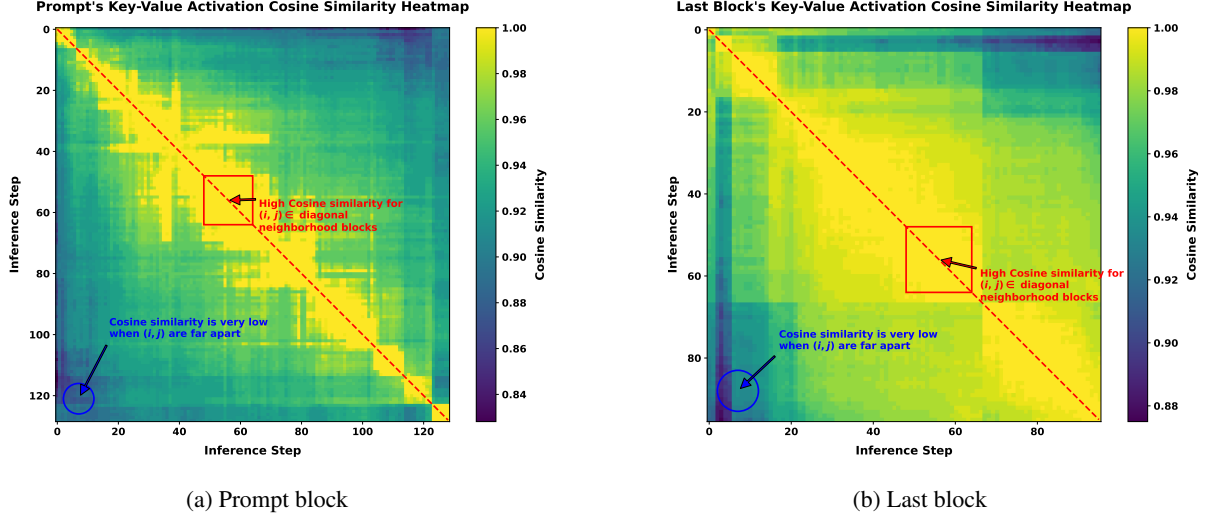 Prompt's Key-Value Activation Cosine Similarity Heatmap
0
20
40
60
80
100
120
Inference Step
0
20
40
60
80
100
120
Inference Step
High Cosine similarity for
(i, j) ∈ diagonal
neighborhood blocks
Cosine similarity is very low
when (i, j) are far apart
1.00
0.98
0.96
0.94
0.92
0.90
0.88
0.86
0.84
Cosine Similarity
(a) Prompt block
Last Block's Key-Value Activation Cosine Similarity Heatmap
0
20
40
60
80
Inference Step
0
20
40
60
80
Inference Step
High Cosine similarity for
(i, j) ∈ diagonal
neighborhood blocks
Cosine similarity is very low
when (i, j) are far apart
1.00
0.98
0.96
0.94
0.92
0.90
0.88
Cosine Similarity
(b) Last block